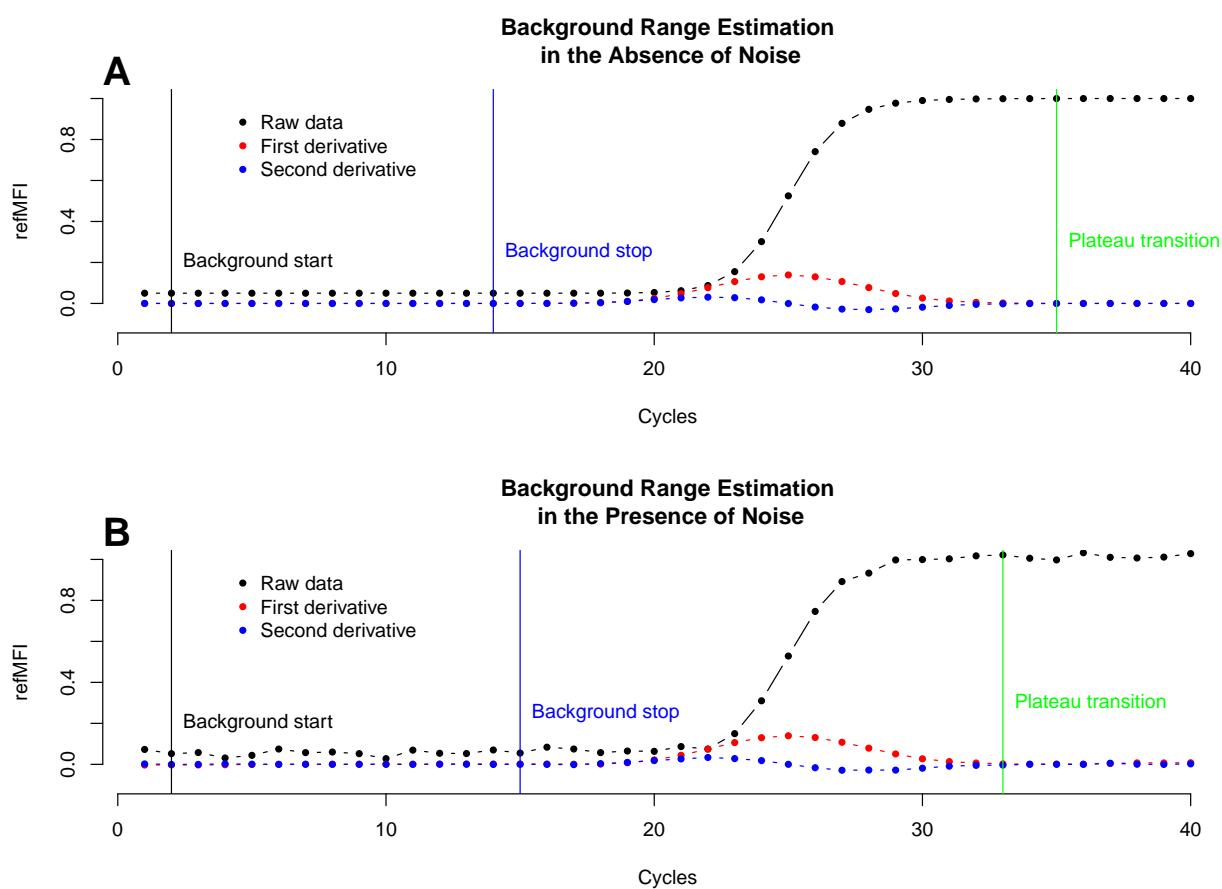 Background Range Estimation
in the Absence of Noise
A
Raw data
First derivative
Second derivative
refMFI
0.0
0.4
0.8
Background start
Background stop
Plateau transition
0
10
20
30
40
Cycles
Background Range Estimation
in the Presence of Noise
B
Raw data
First derivative
Second derivative
refMFI
0.0
0.4
0.8
Background start
Background stop
Plateau transition
0
10
20
30
40
Cycles